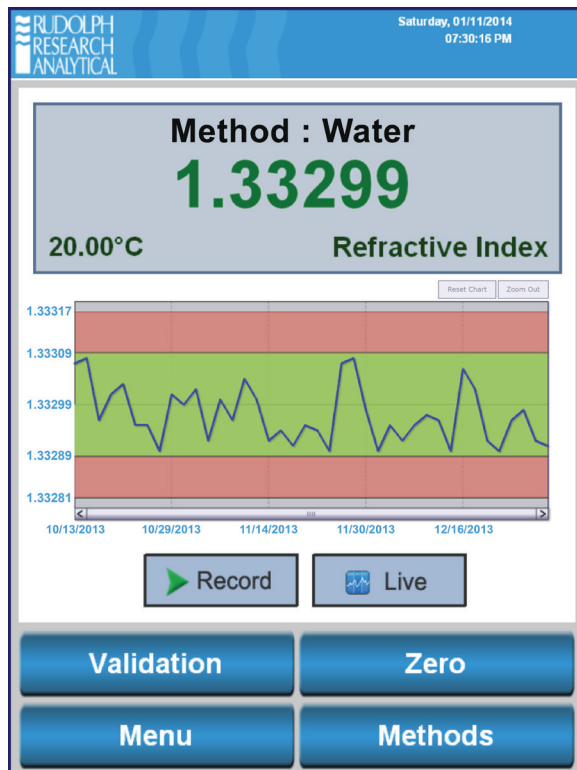 RUDOLPH
RESEARCH
ANALYTICAL
Saturday, 01/11/2014
07:30:16 PM
Method : Water
1.33299
20.00°C Refractive Index
Reset Chart Zoom Out
1.33317
1.33309
1.33299
1.33289
1.33281
10/13/2013 10/29/2013 11/14/2013 11/30/2013 12/16/2013
Record Live
Validation Zero
Menu Methods